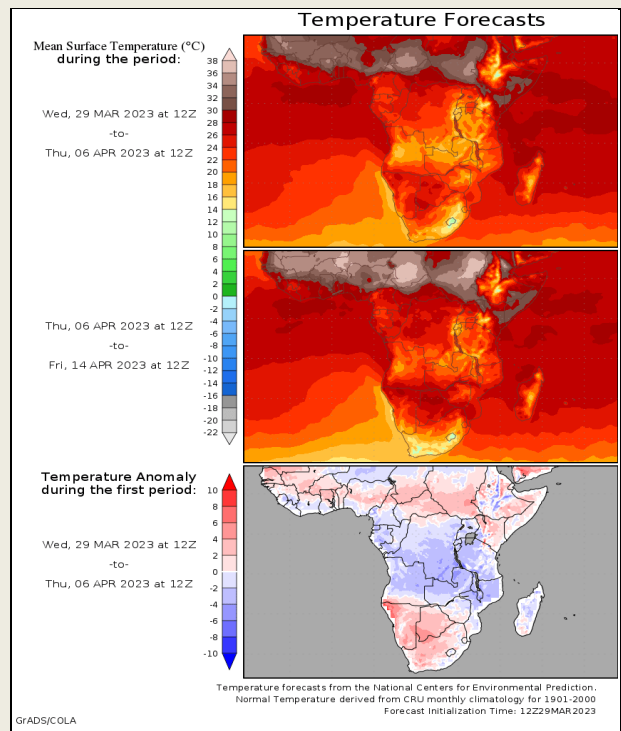 Temperature Forecasts
Mean Surface Temperature (°C)
during the period:
38
36
34
32
30
28
26
24
22
20
18
16
14
12
10
8
6
4
2
0
-2
-4
-6
-8
-10
-12
-14
-16
-18
-20
-22
Wed, 29 MAR 2023 at 12Z
-to-
Thu, 06 APR 2023 at 12Z
Thu, 06 APR 2023 at 12Z
-to-
Fri, 14 APR 2023 at 12Z
Temperature Anomaly
during the first period:
10
8
6
4
2
0
-2
-4
-6
-8
-10
Wed, 29 MAR 2023 at 12Z
-to-
Thu, 06 APR 2023 at 12Z
Temperature forecasts from the National Centers for Environmental Prediction.
Normal Temperature derived from CRU monthly climatology for 1901-2000
Forecast Initialization Time: 12Z29MAR2023
GrADS/COLA